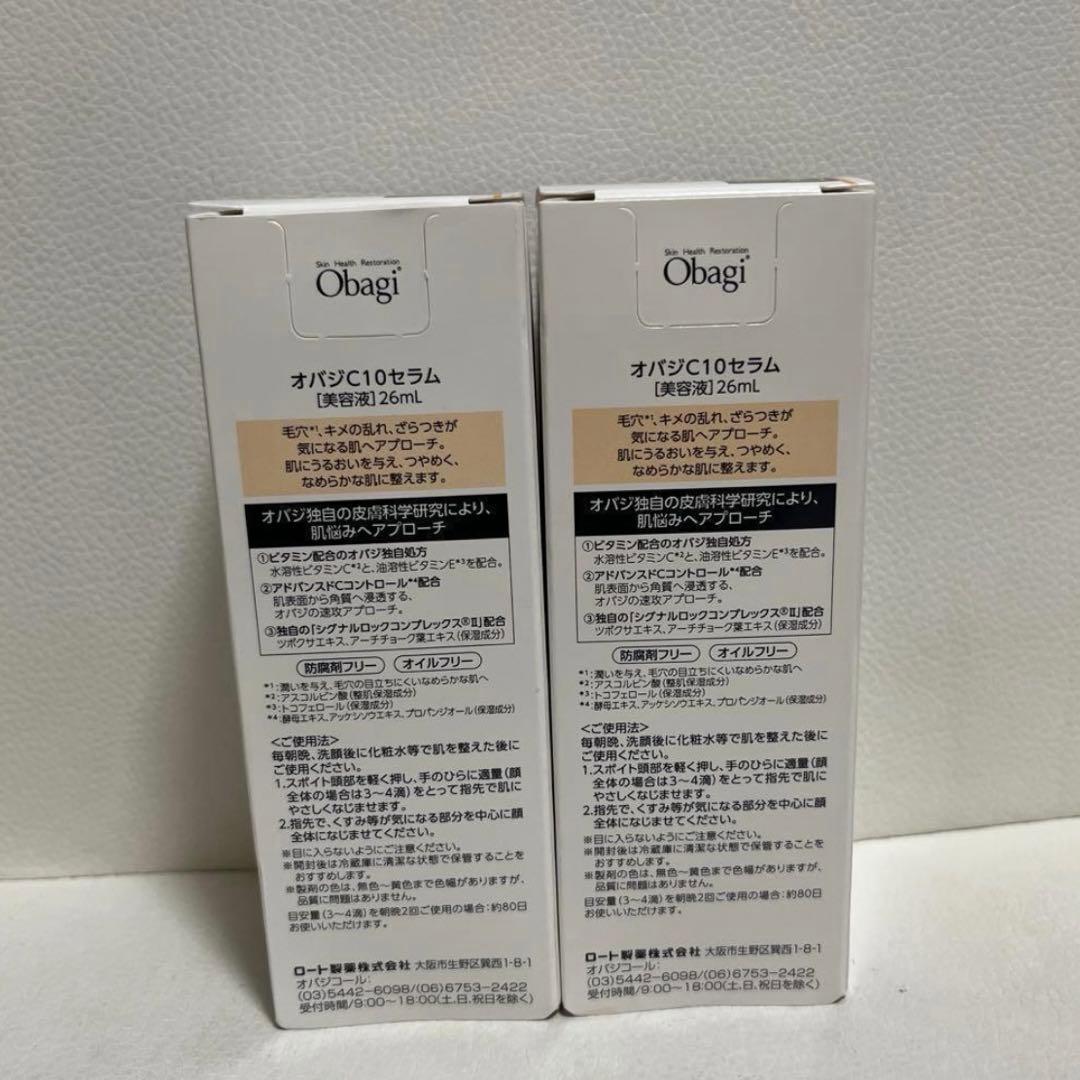 Skin Health Restoration
Obagi®
オバジC10セラム
[美容液]26mL
毛穴*1、キメの乱れ、ざらつきが
気になる肌へアプローチ。
肌にうるおいを与え、つやめく、
なめらかな肌に整えます。
オバジ独自の皮膚科学研究により、
肌悩みへアプローチ
①ビタミン配合のオバジ独自処方
水溶性ビタミンC*2と、油溶性ビタミンE*3を配合。
②アドバンスドCコントロール*4配合
肌表面から角質へ浸透する、
オバジの速攻アプローチ。
③独自の「シグナルロックコンプレックス®Ⅱ」配合
ツボクサエキス、アーチチョーク葉エキス(保湿成分)
防腐剤フリー オイルフリー
*1:潤いを与え、毛穴の目立ちにくいなめらかな肌へ
*2:アスコルビン酸(整肌保湿成分)
*3:トコフェロール(保湿成分)
*4:酵母エキス、アッケシソウエキス、プロパンジオール(保湿成分)
<ご使用法>
毎朝晩、洗顔後に化粧水等で肌を整えた後に
ご使用ください。
1.スポイト頭部を軽く押し、手のひらに適量(顔
全体の場合は3〜4滴)をとって指先で肌に
やさしくなじませます。
2.指先で、くすみ等が気になる部分を中心に顔
全体になじませてください。
※目に入らないようにご注意ください。
※開封後は冷蔵庫に清潔な状態で保管することを
おすすめします。
※製剤の色は、無色〜黄色まで色幅がありますが、
品質に問題はありません。
目安量(3〜4滴)を朝晩2回ご使用の場合:約80日
お使いいただけます。
ロート製薬株式会社 大阪市生野区巽西1-8-1
オバジコール:
(03)5442-6098/(06)6753-2422
受付時間/9:00〜18:00(土、日、祝日を除く)
Skin Health Restoration
Obagi®
オバジC10セラム
[美容液]26mL
毛穴*1、キメの乱れ、ざらつきが
気になる肌へアプローチ。
肌にうるおいを与え、つやめく、
なめらかな肌に整えます。
オバジ独自の皮膚科学研究により、
肌悩みへアプローチ
①ビタミン配合のオバジ独自処方
水溶性ビタミンC*2と、油溶性ビタミンE*3を配合。
②アドバンスドCコントロール*4配合
肌表面から角質へ浸透する、
オバジの速攻アプローチ。
③独自の「シグナルロックコンプレックス®Ⅱ」配合
ツボクサエキス、アーチチョーク葉エキス(保湿成分)
防腐剤フリー オイルフリー
*1:潤いを与え、毛穴の目立ちにくいなめらかな肌へ
*2:アスコルビン酸(整肌保湿成分)
*3:トコフェロール(保湿成分)
*4:酵母エキス、アッケシソウエキス、プロパンジオール(保湿成分)
<ご使用法>
毎朝晩、洗顔後に化粧水等で肌を整えた後に
ご使用ください。
1.スポイト頭部を軽く押し、手のひらに適量(顔
全体の場合は3〜4滴)をとって指先で肌に
やさしくなじませます。
2.指先で、くすみ等が気になる部分を中心に顔
全体になじませてください。
※目に入らないようにご注意ください。
※開封後は冷蔵庫に清潔な状態で保管することを
おすすめします。
※製剤の色は、無色〜黄色まで色幅がありますが、
品質に問題はありません。
目安量(3〜4滴)を朝晩2回ご使用の場合:約80日
お使いいただけます。
ロート製薬株式会社 大阪市生野区巽西1-8-1
オバジコール:
(03)5442-6098/(06)6753-2422
受付時間/9:00〜18:00(土、日、祝日を除く)